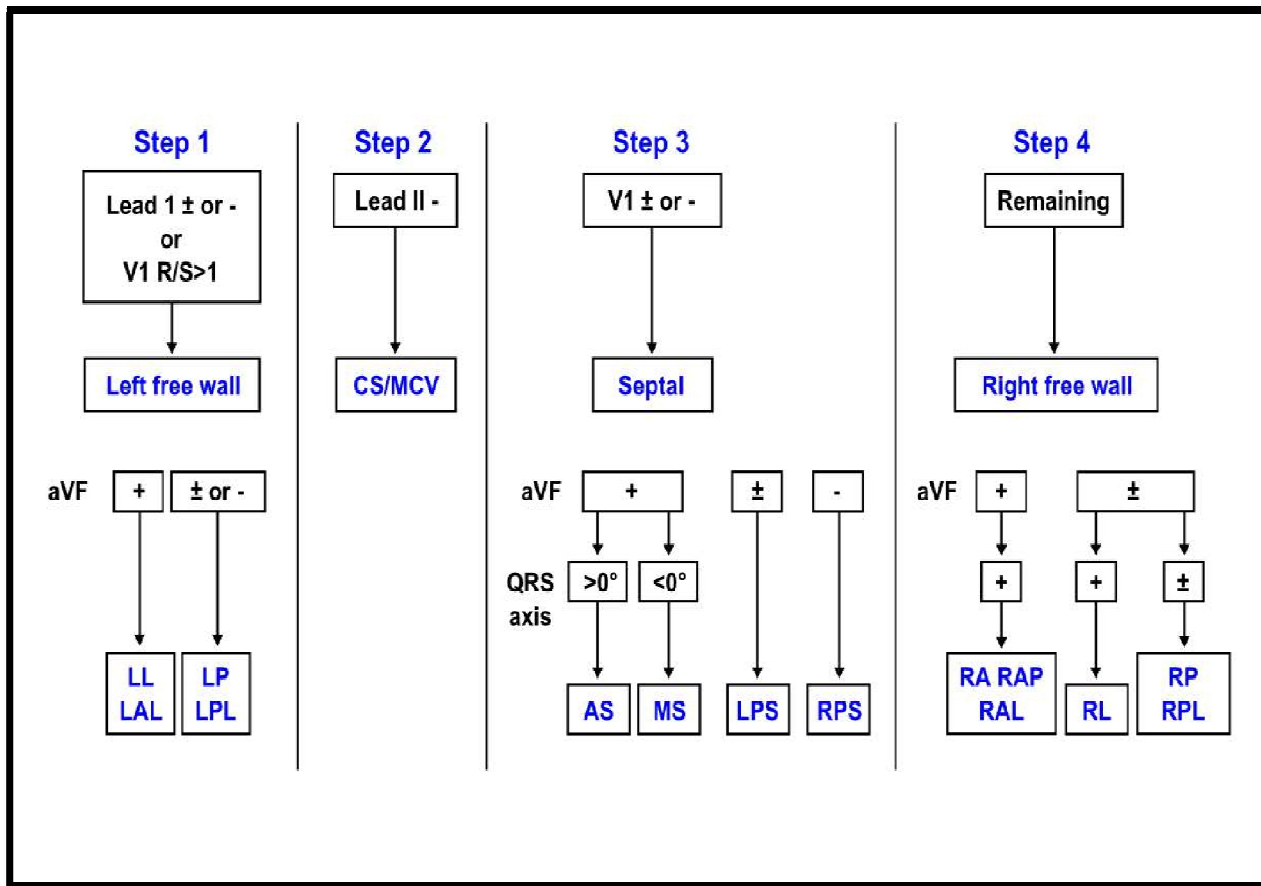 Step 1
Lead 1 ± or -
or
V1 R/S>1
Left free wall
aVF + ± or -
LL
LAL
LP
LPL
Step 2
Lead II -
CS/MCV
Step 3
V1 ± or -
Septal
aVF + ± -
QRS
axis
>0° <0°
AS MS LPS RPS
Step 4
Remaining
Right free wall
aVF + ±
+ + ±
RA RAP
RAL
RL
RP
RPL